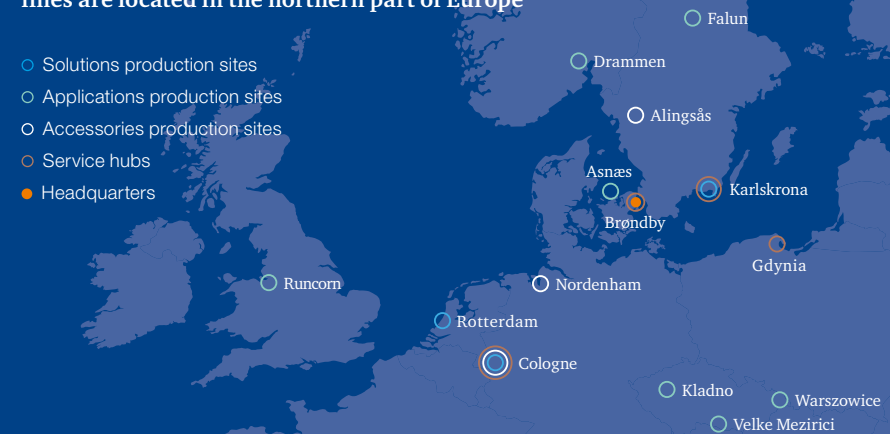 lines are located in the northern part of Europe
Solutions production sites
Applications production sites
Accessories production sites
Service hubs
Headquarters
Falun
Drammen
Alingsås
Asnæs
Karlskrona
Brøndby
Gdynia
Runcorn
Nordenham
Rotterdam
Cologne
Kladno
Warszowice
Velke Mezirici